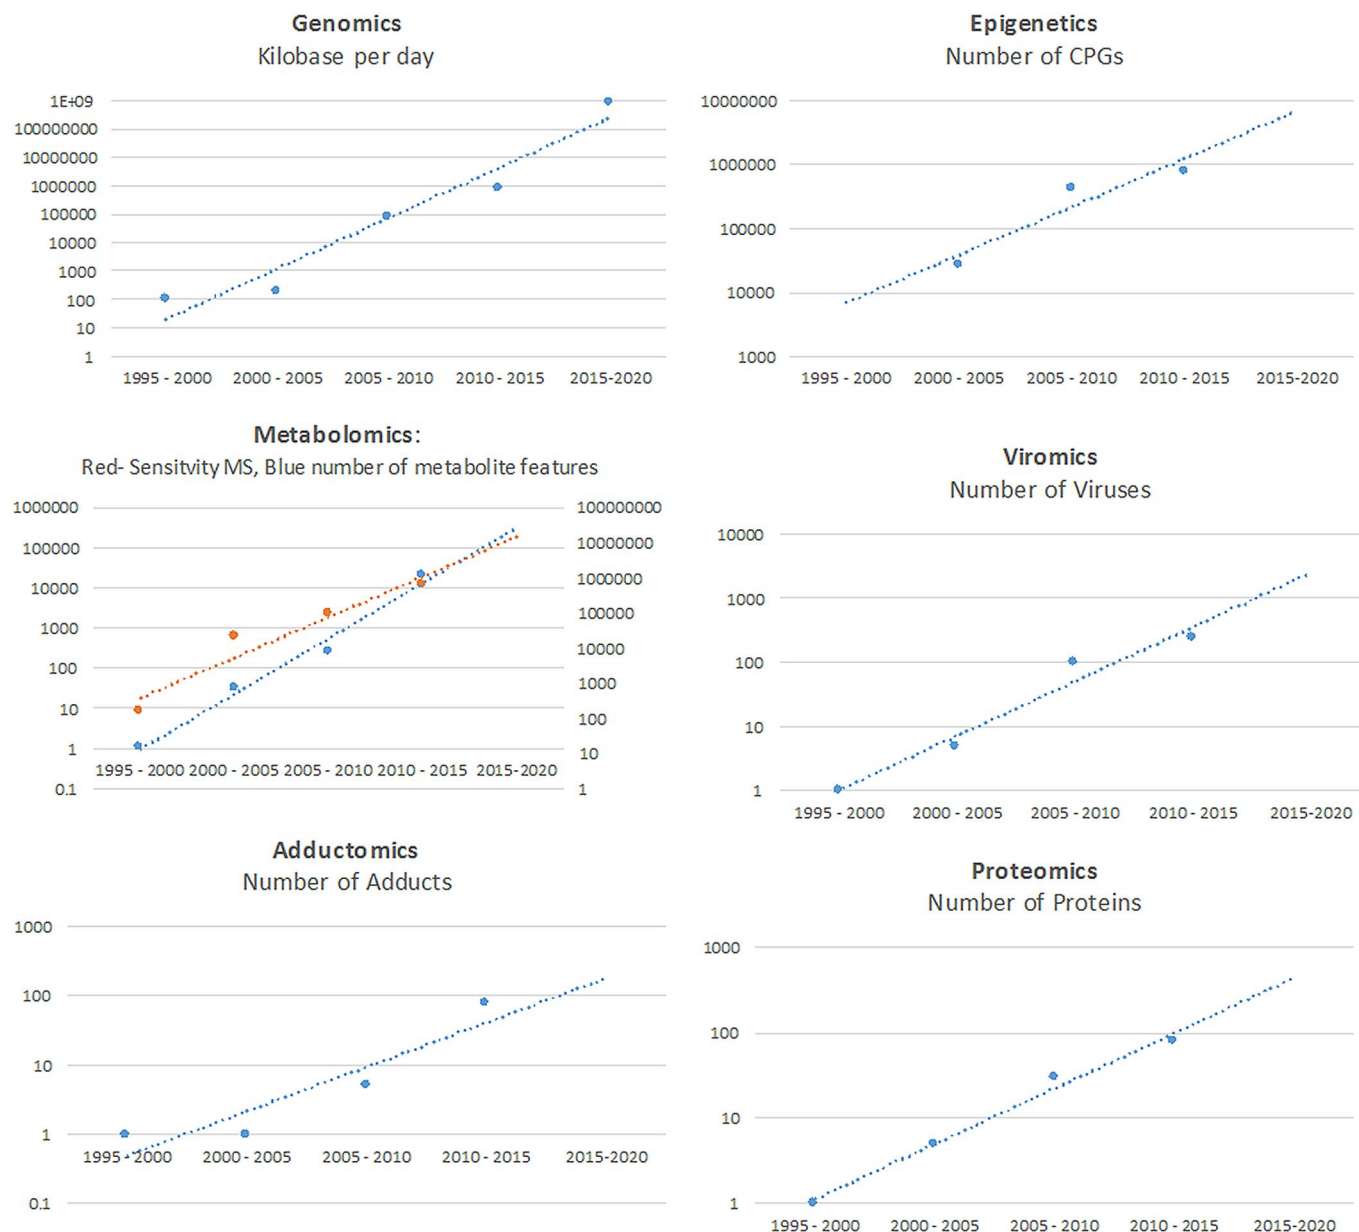 Genomics
Kilobase per day
1E+09
100000000
10000000
1000000
100000
10000
1000
100
10
1
1995 - 2000 2000 - 2005 2005 - 2010 2010 - 2015 2015-2020
Epigenetics
Number of CPGs
10000000
1000000
100000
10000
1000
1995 - 2000 2000 - 2005 2005 - 2010 2010 - 2015 2015-2020
Metabolomics:
Red- Sensitvity MS, Blue number of metabolite features
1000000 100000000
100000 10000000
10000 1000000
1000 100000
100 10000
10 1000
1 100
0.1 10
1
1995 - 2000 2000 - 2005 2005 - 2010 2010 - 2015 2015-2020
Viromics
Number of Viruses
10000
1000
100
10
1
1995 - 2000 2000 - 2005 2005 - 2010 2010 - 2015 2015-2020
Adductomics
Number of Adducts
1000
100
10
1
1995 - 2000 2000 - 2005 2005 - 2010 2010 - 2015 2015-2020
0.1
Proteomics
Number of Proteins
1000
100
10
1
1995 - 2000 2000 - 2005 2005 - 2010 2010 - 2015 2015-2020